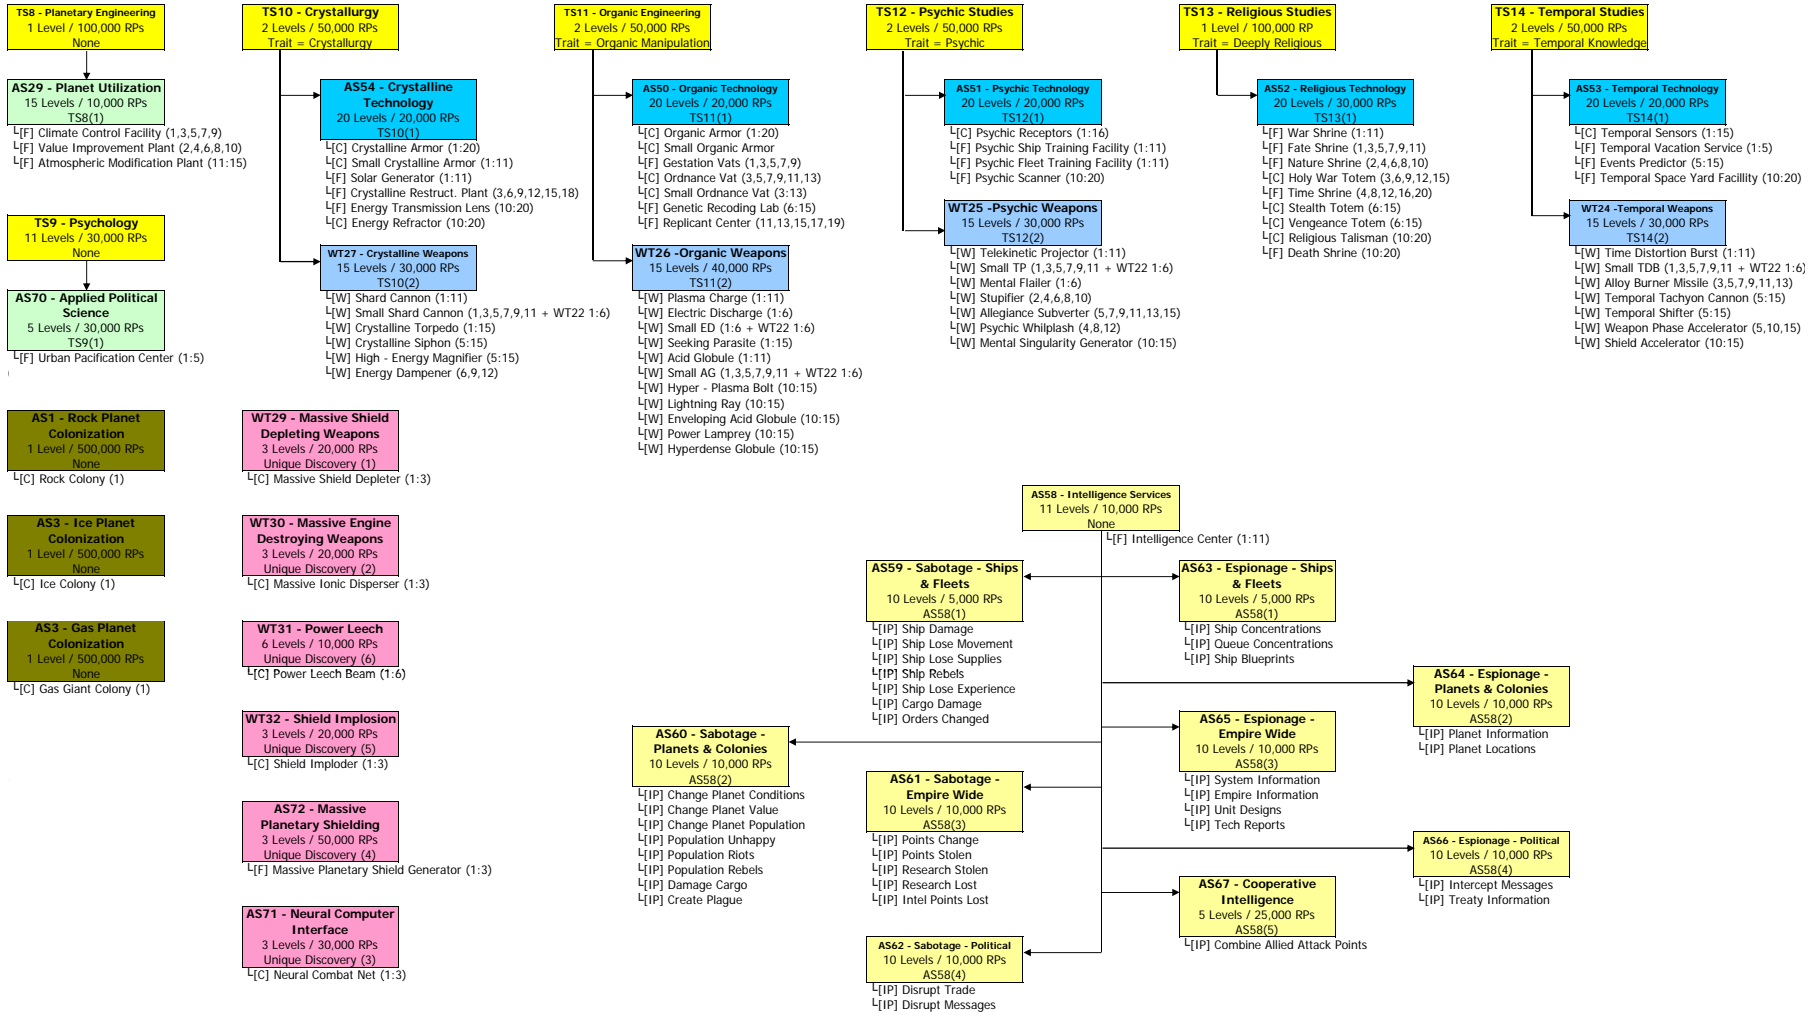 TS8 - Planetary Engineering
1 Level / 100,000 RPs
None
AS29 - Planet Utilization
15 Levels / 10,000 RPs
TS8(1)
[F] Climate Control Facility (1,3,5,7,9)
[F] Value Improvement Plant (2,4,6,8,10)
[F] Atmospheric Modification Plant (11:15)
TS9 - Psychology
11 Levels / 30,000 RPs
None
AS70 - Applied Political
Science
5 Levels / 30,000 RPs
TS9(1)
[F] Urban Pacification Center (1:5)
AS1 - Rock Planet
Colonization
1 Level / 500,000 RPs
None
[C] Rock Colony (1)
AS3 - Ice Planet
Colonization
1 Level / 500,000 RPs
None
[C] Ice Colony (1)
AS3 - Gas Planet
Colonization
1 Level / 500,000 RPs
None
[C] Gas Giant Colony (1)
TS10 - Crystallurgy
2 Levels / 50,000 RPs
Trait = Crystallurgy
AS54 - Crystalline
Technology
20 Levels / 20,000 RPs
TS10(1)
[C] Crystalline Armor (1:20)
[C] Small Crystalline Armor (1:11)
[F] Solar Generator (1:11)
[F] Crystalline Restruct. Plant (3,6,9,12,15,18)
[F] Energy Transmission Lens (10:20)
[C] Energy Refractor (10:20)
WT27 - Crystalline Weapons
15 Levels / 30,000 RPs
TS10(2)
[W] Shard Cannon (1:11)
[W] Small Shard Cannon (1,3,5,7,9,11 + WT22 1:6)
[W] Crystalline Torpedo (1:15)
[W] Crystalline Siphon (5:15)
[W] High - Energy Magnifier (5:15)
[W] Energy Dampener (6,9,12)
WT29 - Massive Shield
Depleting Weapons
3 Levels / 20,000 RPs
Unique Discovery (1)
[C] Massive Shield Depleter (1:3)
WT30 - Massive Engine
Destroying Weapons
3 Levels / 20,000 RPs
Unique Discovery (2)
[C] Massive Ionic Disperser (1:3)
WT31 - Power Leech
6 Levels / 10,000 RPs
Unique Discovery (6)
[C] Power Leech Beam (1:6)
WT32 - Shield Implosion
3 Levels / 20,000 RPs
Unique Discovery (5)
[C] Shield Imploder (1:3)
AS72 - Massive
Planetary Shielding
3 Levels / 50,000 RPs
Unique Discovery (4)
[F] Massive Planetary Shield Generator (1:3)
AS71 - Neural Computer
Interface
3 Levels / 30,000 RPs
Unique Discovery (3)
[C] Neural Combat Net (1:3)
TS11 - Organic Engineering
2 Levels / 50,000 RPs
Trait = Organic Manipulation
AS50 - Organic Technology
20 Levels / 20,000 RPs
TS11(1)
[C] Organic Armor (1:20)
[C] Small Organic Armor
[F] Gestation Vats (1,3,5,7,9)
[C] Ordnance Vat (3,5,7,9,11,13)
[C] Small Ordnance Vat (3:13)
[F] Genetic Recoding Lab (6:15)
[F] Replicant Center (11,13,15,17,19)
WT26 -Organic Weapons
15 Levels / 40,000 RPs
TS11(2)
[W] Plasma Charge (1:11)
[W] Electric Discharge (1:6)
[W] Small ED (1:6 + WT22 1:6)
[W] Seeking Parasite (1:15)
[W] Acid Globule (1:11)
[W] Small AG (1,3,5,7,9,11 + WT22 1:6)
[W] Hyper - Plasma Bolt (10:15)
[W] Lightning Ray (10:15)
[W] Enveloping Acid Globule (10:15)
[W] Power Lamprey (10:15)
[W] Hyperdense Globule (10:15)
TS12 - Psychic Studies
2 Levels / 50,000 RPs
Trait = Psychic
AS51 - Psychic Technology
20 Levels / 20,000 RPs
TS12(1)
[C] Psychic Receptors (1:16)
[F] Psychic Ship Training Facility (1:11)
[F] Psychic Fleet Training Facility (1:11)
[F] Psychic Scanner (10:20)
WT25 -Psychic Weapons
15 Levels / 30,000 RPs
TS12(2)
[W] Telekinetic Projector (1:11)
[W] Small TP (1,3,5,7,9,11 + WT22 1:6)
[W] Mental Flailer (1:6)
[W] Stupifier (2,4,6,8,10)
[W] Allegiance Subverter (5,7,9,11,13,15)
[W] Psychic Whilplash (4,8,12)
[W] Mental Singularity Generator (10:15)
TS13 - Religious Studies
1 Level / 100,000 RP
Trait = Deeply Religious
AS52 - Religious Technology
20 Levels / 30,000 RPs
TS13(1)
[F] War Shrine (1:11)
[F] Fate Shrine (1,3,5,7,9,11)
[F] Nature Shrine (2,4,6,8,10)
[C] Holy War Totem (3,6,9,12,15)
[F] Time Shrine (4,8,12,16,20)
[C] Stealth Totem (6:15)
[C] Vengeance Totem (6:15)
[C] Religious Talisman (10:20)
[F] Death Shrine (10:20)
TS14 - Temporal Studies
2 Levels / 50,000 RPs
Trait = Temporal Knowledge
AS53 - Temporal Technology
20 Levels / 20,000 RPs
TS14(1)
[C] Temporal Sensors (1:15)
[F] Temporal Vacation Service (1:5)
[F] Events Predictor (5:15)
[F] Temporal Space Yard Facillity (10:20)
WT24 -Temporal Weapons
15 Levels / 30,000 RPs
TS14(2)
[W] Time Distortion Burst (1:11)
[W] Small TDB (1,3,5,7,9,11 + WT22 1:6)
[W] Alloy Burner Missile (3,5,7,9,11,13)
[W] Temporal Tachyon Cannon (5:15)
[W] Temporal Shifter (5:15)
[W] Weapon Phase Accelerator (5,10,15)
[W] Shield Accelerator (10:15)
AS58 - Intelligence Services
11 Levels / 10,000 RPs
None
[F] Intelligence Center (1:11)
AS59 - Sabotage - Ships
& Fleets
10 Levels / 5,000 RPs
AS58(1)
[IP] Ship Damage
[IP] Ship Lose Movement
[IP] Ship Lose Supplies
[IP] Ship Rebels
[IP] Ship Lose Experience
[IP] Cargo Damage
[IP] Orders Changed
AS63 - Espionage - Ships
& Fleets
10 Levels / 5,000 RPs
AS58(1)
[IP] Ship Concentrations
[IP] Queue Concentrations
[IP] Ship Blueprints
AS64 - Espionage -
Planets & Colonies
10 Levels / 10,000 RPs
AS58(2)
[IP] Planet Information
[IP] Planet Locations
AS60 - Sabotage -
Planets & Colonies
10 Levels / 10,000 RPs
AS58(2)
[IP] Change Planet Conditions
[IP] Change Planet Value
[IP] Change Planet Population
[IP] Population Unhappy
[IP] Population Riots
[IP] Population Rebels
[IP] Damage Cargo
[IP] Create Plague
AS65 - Espionage -
Empire Wide
10 Levels / 10,000 RPs
AS58(3)
[IP] System Information
[IP] Empire Information
[IP] Unit Designs
[IP] Tech Reports
AS61 - Sabotage -
Empire Wide
10 Levels / 10,000 RPs
AS58(3)
[IP] Points Change
[IP] Points Stolen
[IP] Research Stolen
[IP] Research Lost
[IP] Intel Points Lost
AS66 - Espionage - Political
10 Levels / 10,000 RPs
AS58(4)
[IP] Intercept Messages
[IP] Treaty Information
AS67 - Cooperative
Intelligence
5 Levels / 25,000 RPs
AS58(5)
[IP] Combine Allied Attack Points
AS62 - Sabotage - Political
10 Levels / 10,000 RPs
AS58(4)
[IP] Disrupt Trade
[IP] Disrupt Messages